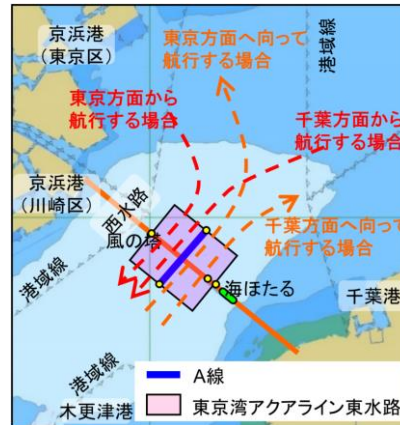 京浜港
(東京区)
東京方面へ向って
航行する場合
港域線
東京方面から
航行する場合
千葉方面から
航行する場合
京浜港
(川崎区)
西水路
風の塔
千葉方面へ向って
航行する場合
海ほたる
港域線
千葉港
港域線
木更津港
A線
東京湾アクアライン東水路